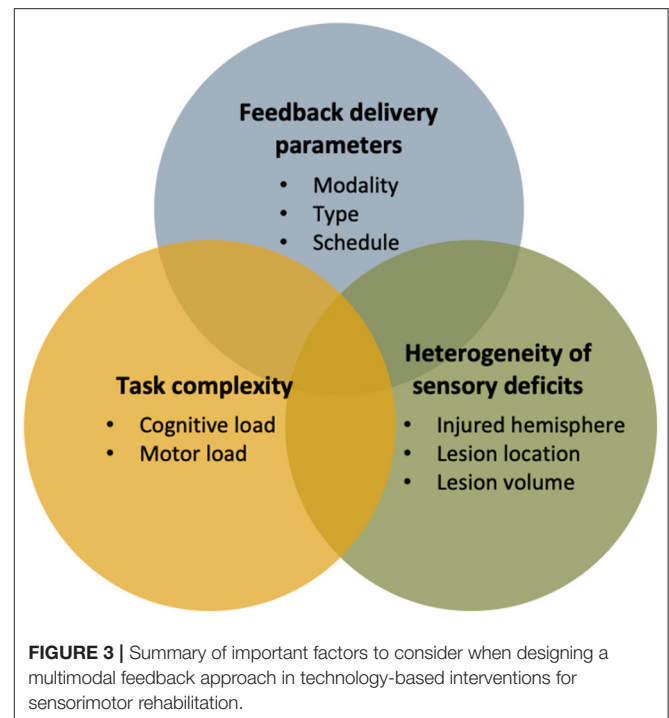 Feedback delivery
parameters
• Modality
• Type
• Schedule
Task complexity
• Cognitive load
• Motor load
Heterogeneity of
sensory deficits
• Injured hemisphere
• Lesion location
• Lesion volume
FIGURE 3 | Summary of important factors to consider when designing a
multimodal feedback approach in technology-based interventions for
sensorimotor rehabilitation.